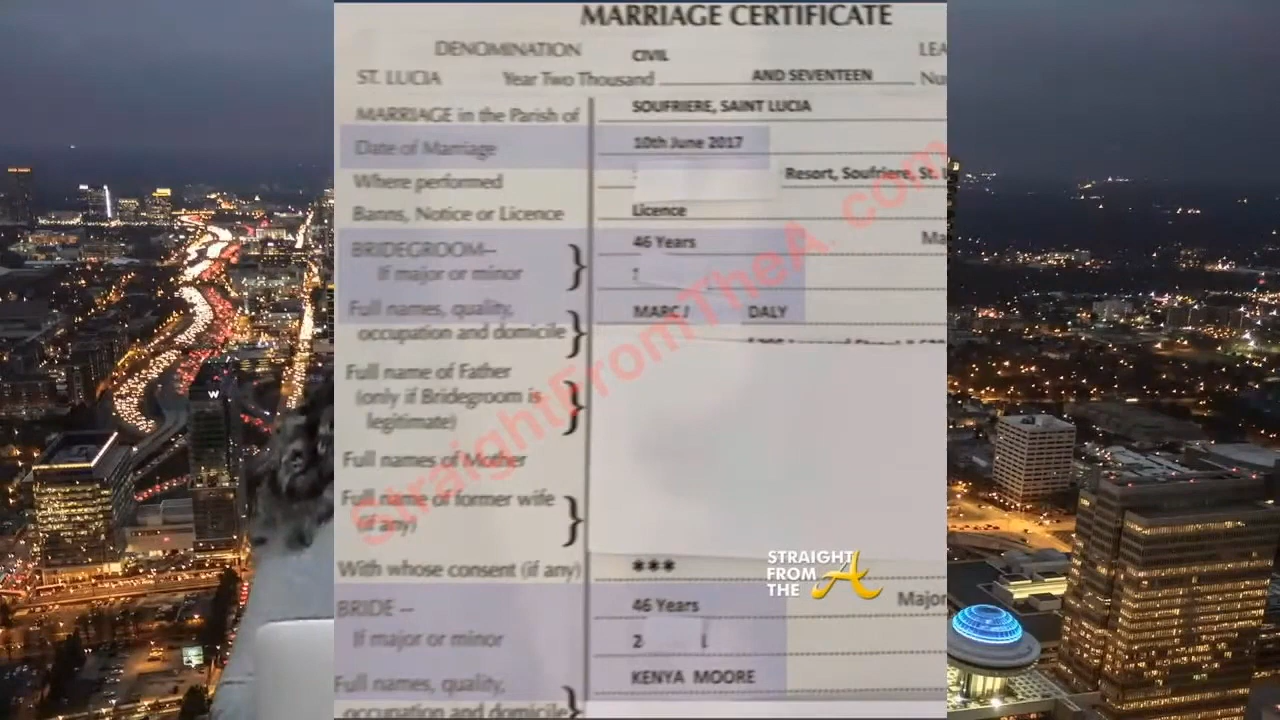 MARRIAGE CERTIFICATE
DENOMINATION CIVIL
ST. LUCIA Year Two Thousand AND SEVENTEEN
MARRIAGE in the Parish of SOUFRIERE, SAINT LUCIA
Date of Marriage 10th June 2017
Where performed Resort, Soufriere, St.
Banns, Notice or Licence Licence
BRIDEGROOM— 46 Years
If major or minor
Full names, quality, MARC DALY
occupation and domicile
Full name of Father
(only if Bridegroom is
legitimate)
Full names of Mother
Full name of former wife
(if any)
With whose consent (if any) ***
BRIDE — 46 Years Major
If major or minor 2
Full names, quality, KENYA MOORE
occupation and domicile
StraightFromTheA.com
STRAIGHT
FROM
THE A
W